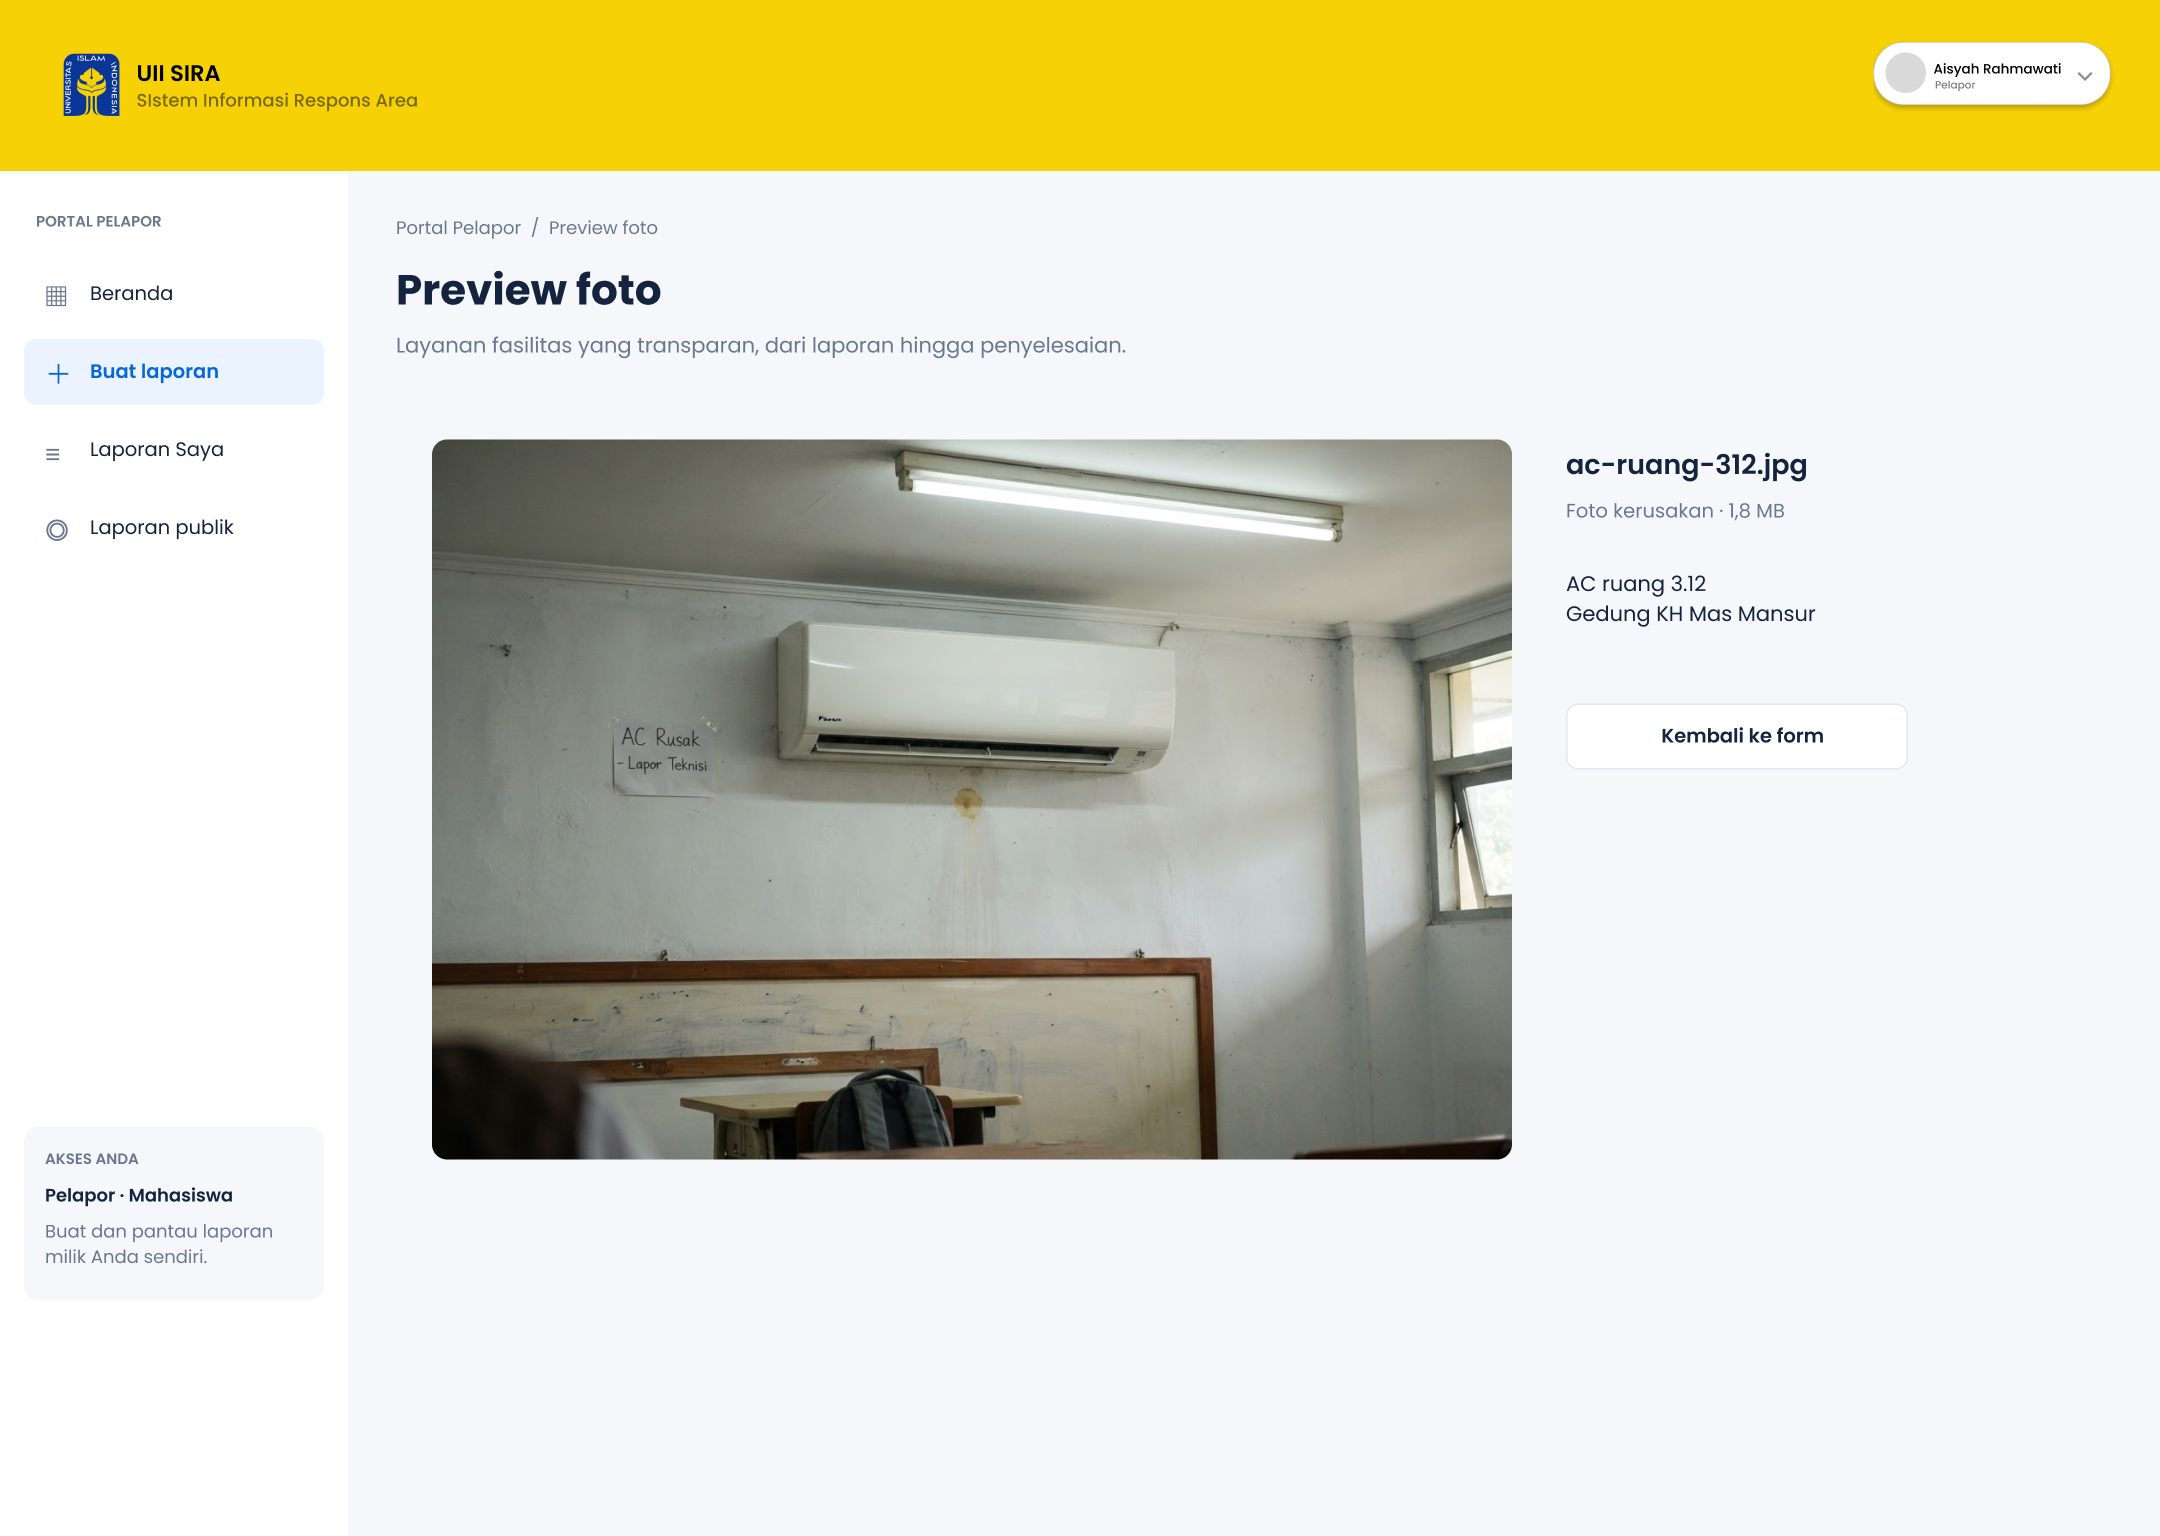 UNIVERSITAS ISLAM INDONESIA
UII SIRA
SIstem Informasi Respons Area
Aisyah Rahmawati
Pelapor
PORTAL PELAPOR
Beranda
Buat laporan
Laporan Saya
Laporan publik
AKSES ANDA
Pelapor · Mahasiswa
Buat dan pantau laporan
milik Anda sendiri.
Portal Pelapor / Preview foto
Preview foto
Layanan fasilitas yang transparan, dari laporan hingga penyelesaian.
AC Rusak
- Lapor Teknisi
ac-ruang-312.jpg
Foto kerusakan · 1,8 MB
AC ruang 3.12
Gedung KH Mas Mansur
Kembali ke form